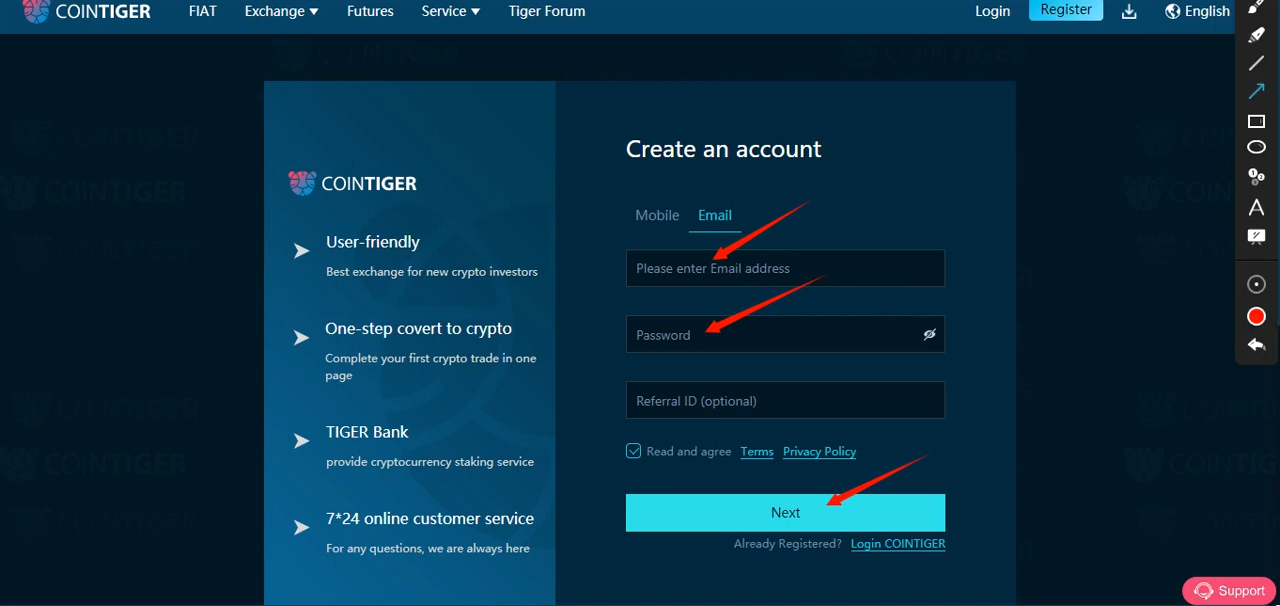 COINTIGER FIAT Exchange Futures Service Tiger Forum Login Register English
Create an account
Mobile Email
Please enter Email address
Password
Referral ID (optional)
Read and agree Terms Privacy Policy
Next
Already Registered? Login COINTIGER
COINTIGER
User-friendly
Best exchange for new crypto investors
One-step covert to crypto
Complete your first crypto trade in one
page
TIGER Bank
provide cryptocurrency staking service
7*24 online customer service
For any questions, we are always here
Support